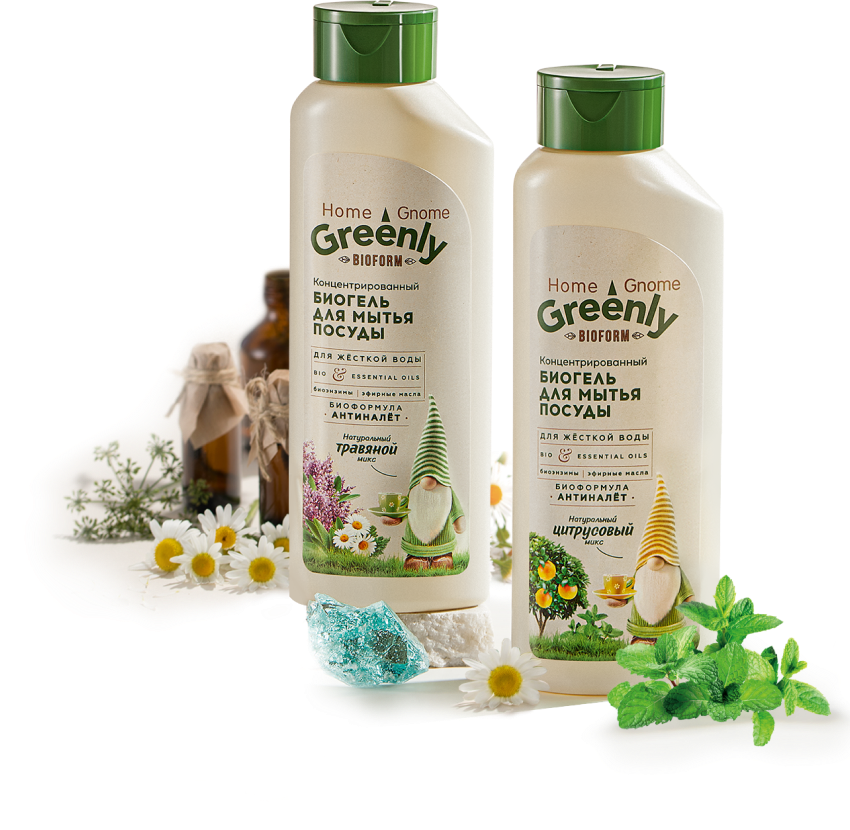 Home Gnome
Greenly
BIOFORM
Концентрированный
БИОГЕЛЬ
ДЛЯ МЫТЬЯ
ПОСУДЫ
ДЛЯ ЖЁСТКОЙ ВОДЫ
BIO & ESSENTIAL OILS
биоэнзимы | эфирные масла
БИОФОРМУЛА
· АНТИНАЛЁТ ·
Натуральный
травяной
микс
Home Gnome
Greenly
BIOFORM
Концентрированный
БИОГЕЛЬ
ДЛЯ МЫТЬЯ
ПОСУДЫ
ДЛЯ ЖЁСТКОЙ ВОДЫ
BIO & ESSENTIAL OILS
биоэнзимы | эфирные масла
БИОФОРМУЛА
· АНТИНАЛЁТ ·
Натуральный
цитрусовый
микс